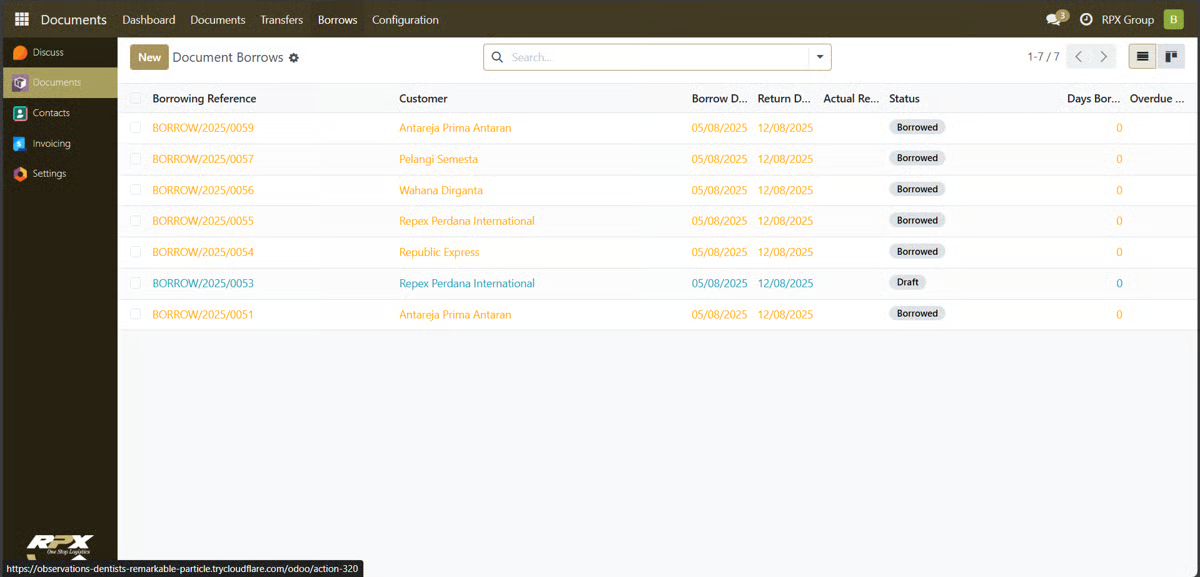 Documents Dashboard Documents Transfers Borrows Configuration 3 RPX Group B
Discuss
Documents
Contacts
Invoicing
Settings
New Document Borrows Search... 1-7 / 7
Borrowing Reference Customer Borrow D... Return D... Actual Re... Status Days Bor... Overdue ...
BORROW/2025/0059 Antareja Prima Antaran 05/08/2025 12/08/2025 Borrowed 0
BORROW/2025/0057 Pelangi Semesta 05/08/2025 12/08/2025 Borrowed 0
BORROW/2025/0056 Wahana Dirganta 05/08/2025 12/08/2025 Borrowed 0
BORROW/2025/0055 Repex Perdana International 05/08/2025 12/08/2025 Borrowed 0
BORROW/2025/0054 Republic Express 05/08/2025 12/08/2025 Borrowed 0
BORROW/2025/0053 Repex Perdana International 05/08/2025 12/08/2025 Draft 0
BORROW/2025/0051 Antareja Prima Antaran 05/08/2025 12/08/2025 Borrowed 0
RPX
One Stop Logistics
https://observations-dentists-remarkable-particle.trycloudflare.com/odoo/action-320